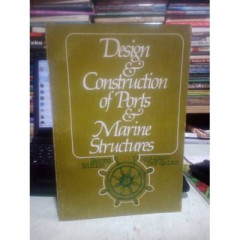 Design
&
Construction
of Ports
&
Marine
Structures